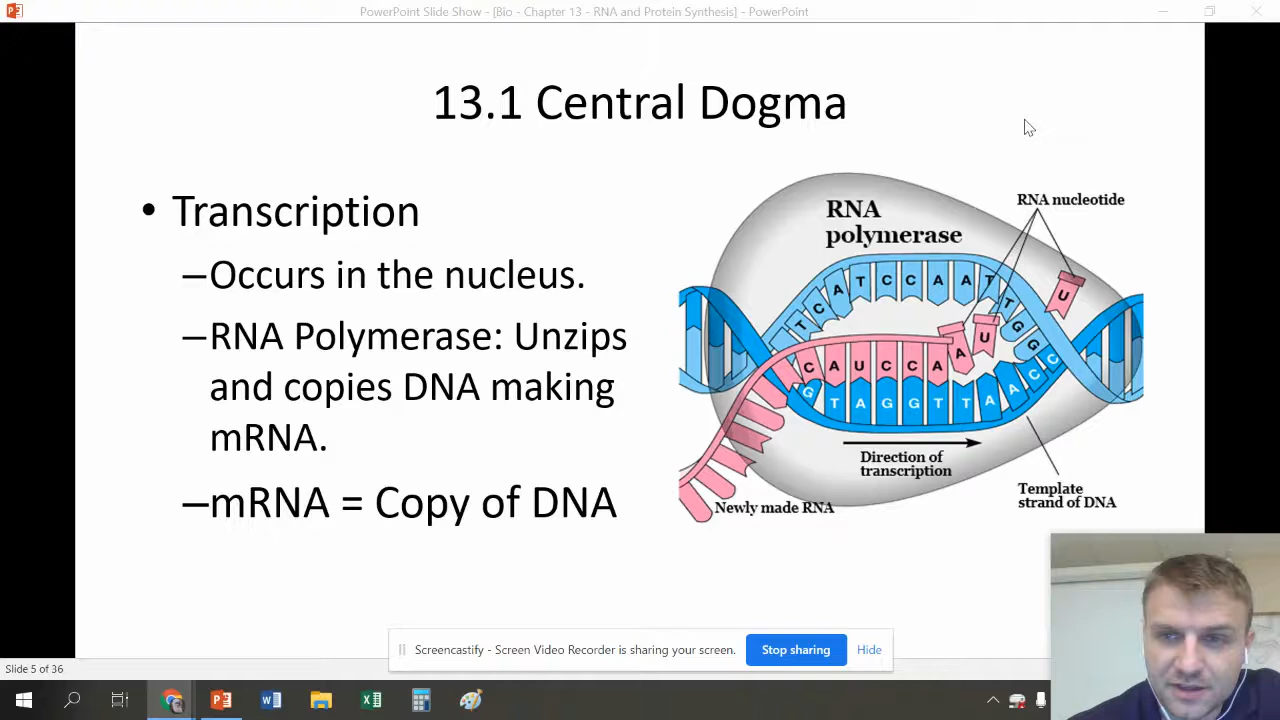 PowerPoint Slide Show - [Bio - Chapter 13 - RNA and Protein Synthesis] - PowerPoint
13.1 Central Dogma
• Transcription
–Occurs in the nucleus.
–RNA Polymerase: Unzips
and copies DNA making
mRNA.
–mRNA = Copy of DNA
RNA
polymerase
RNA nucleotide
T C A T C C A A T T G G C
U
C A U C C A A U
G T A G G T T A A C C
Direction of
transcription
Newly made RNA
Template
strand of DNA
Screencastify - Screen Video Recorder is sharing your screen.
Stop sharing
Hide
Slide 5 of 36